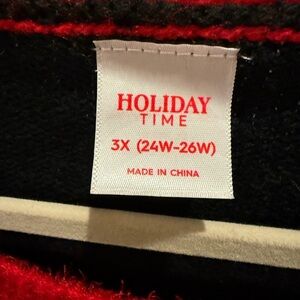 HOLIDAY
TIME
3X (24W-26W)
MADE IN CHINA